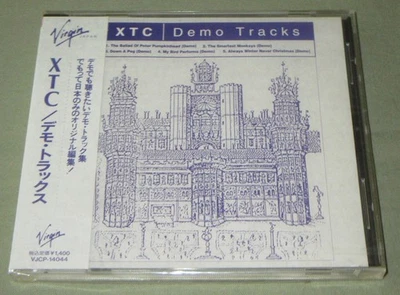 Virgin
XTC Demo Tracks
1. The Ballad Of Peter Pumpkinhead (Demo) 2. The Smartest Monkeys (Demo)
3. Down A Peg (Demo) 4. My Bird Performs (Demo) 5. Always Winter Never Christmas (Demo)
XTC/デモ・トラックス
デモでも聴きたいデモ・トラック集
でもって日本のみのオリジナル編集!
Virgin
¥1,400
VJCP-14044